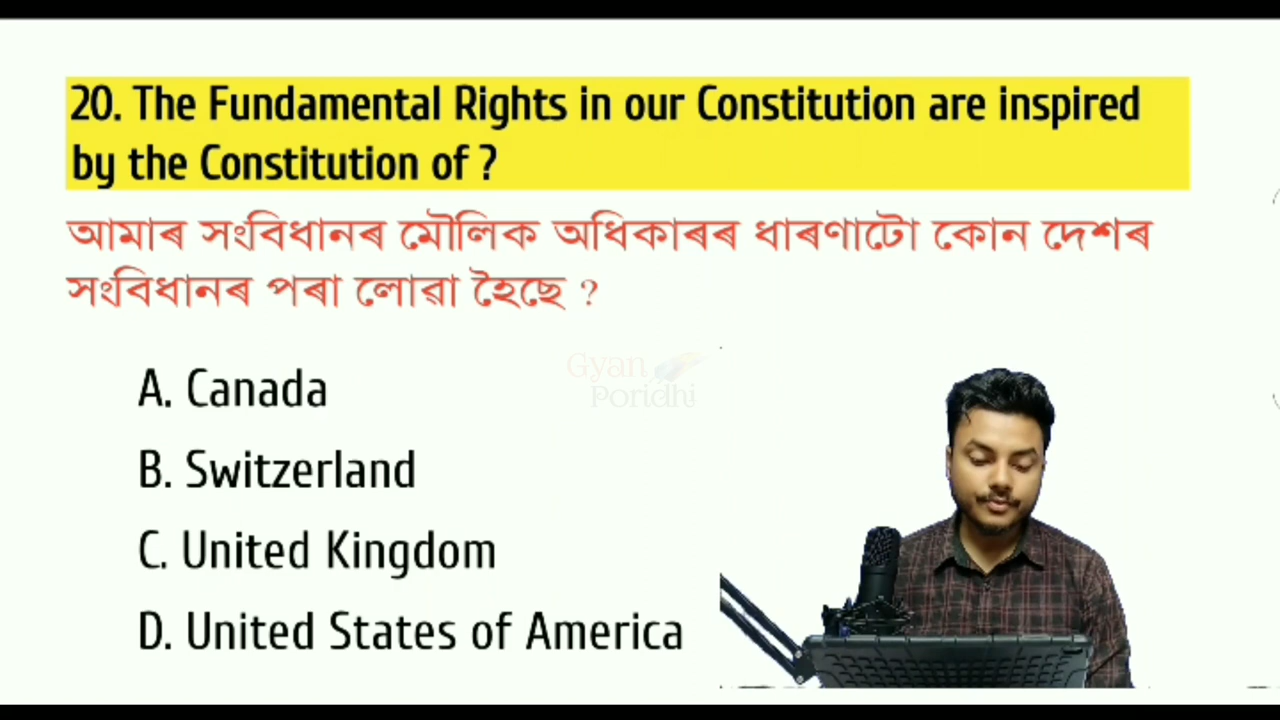 20. The Fundamental Rights in our Constitution are inspired
by the Constitution of ?
আমাৰ সংবিধানৰ মৌলিক অধিকাৰৰ ধাৰণাটো কোন দেশৰ
সংবিধানৰ পৰা লোৱা হৈছে ?
A. Canada
Gyan
Poridhi
B. Switzerland
C. United Kingdom
D. United States of America